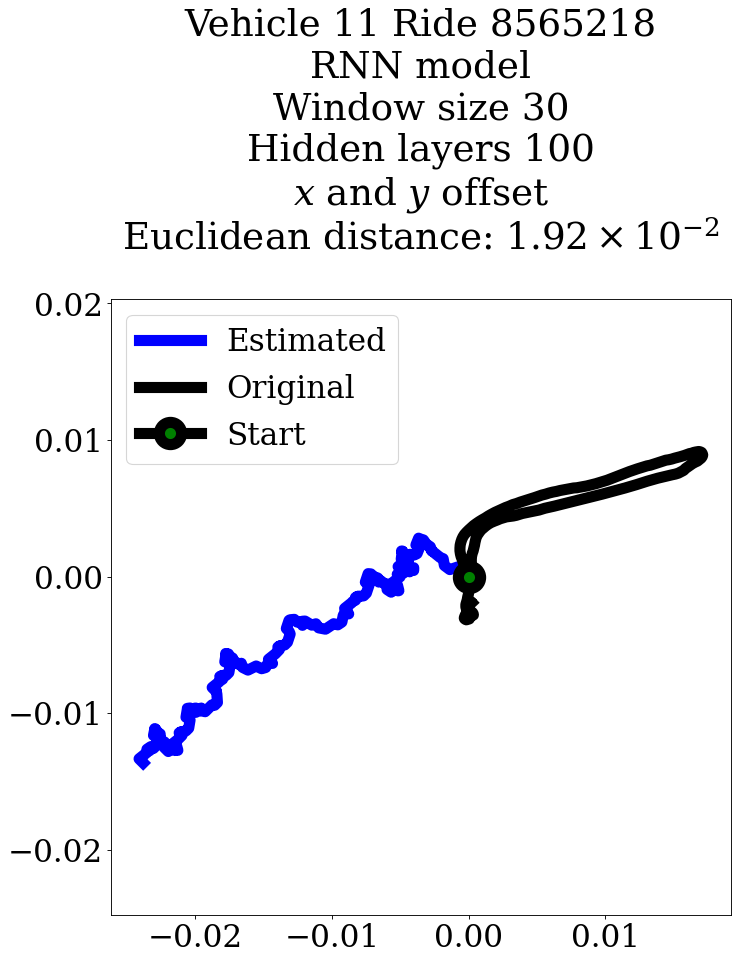 Vehicle 11 Ride 8565218
RNN model
Window size 30
Hidden layers 100
x and y offset
Euclidean distance: 1.92 × 10⁻²
Estimated
Original
Start
0.02
0.01
0.00
−0.01
−0.02
−0.02 −0.01 0.00 0.01